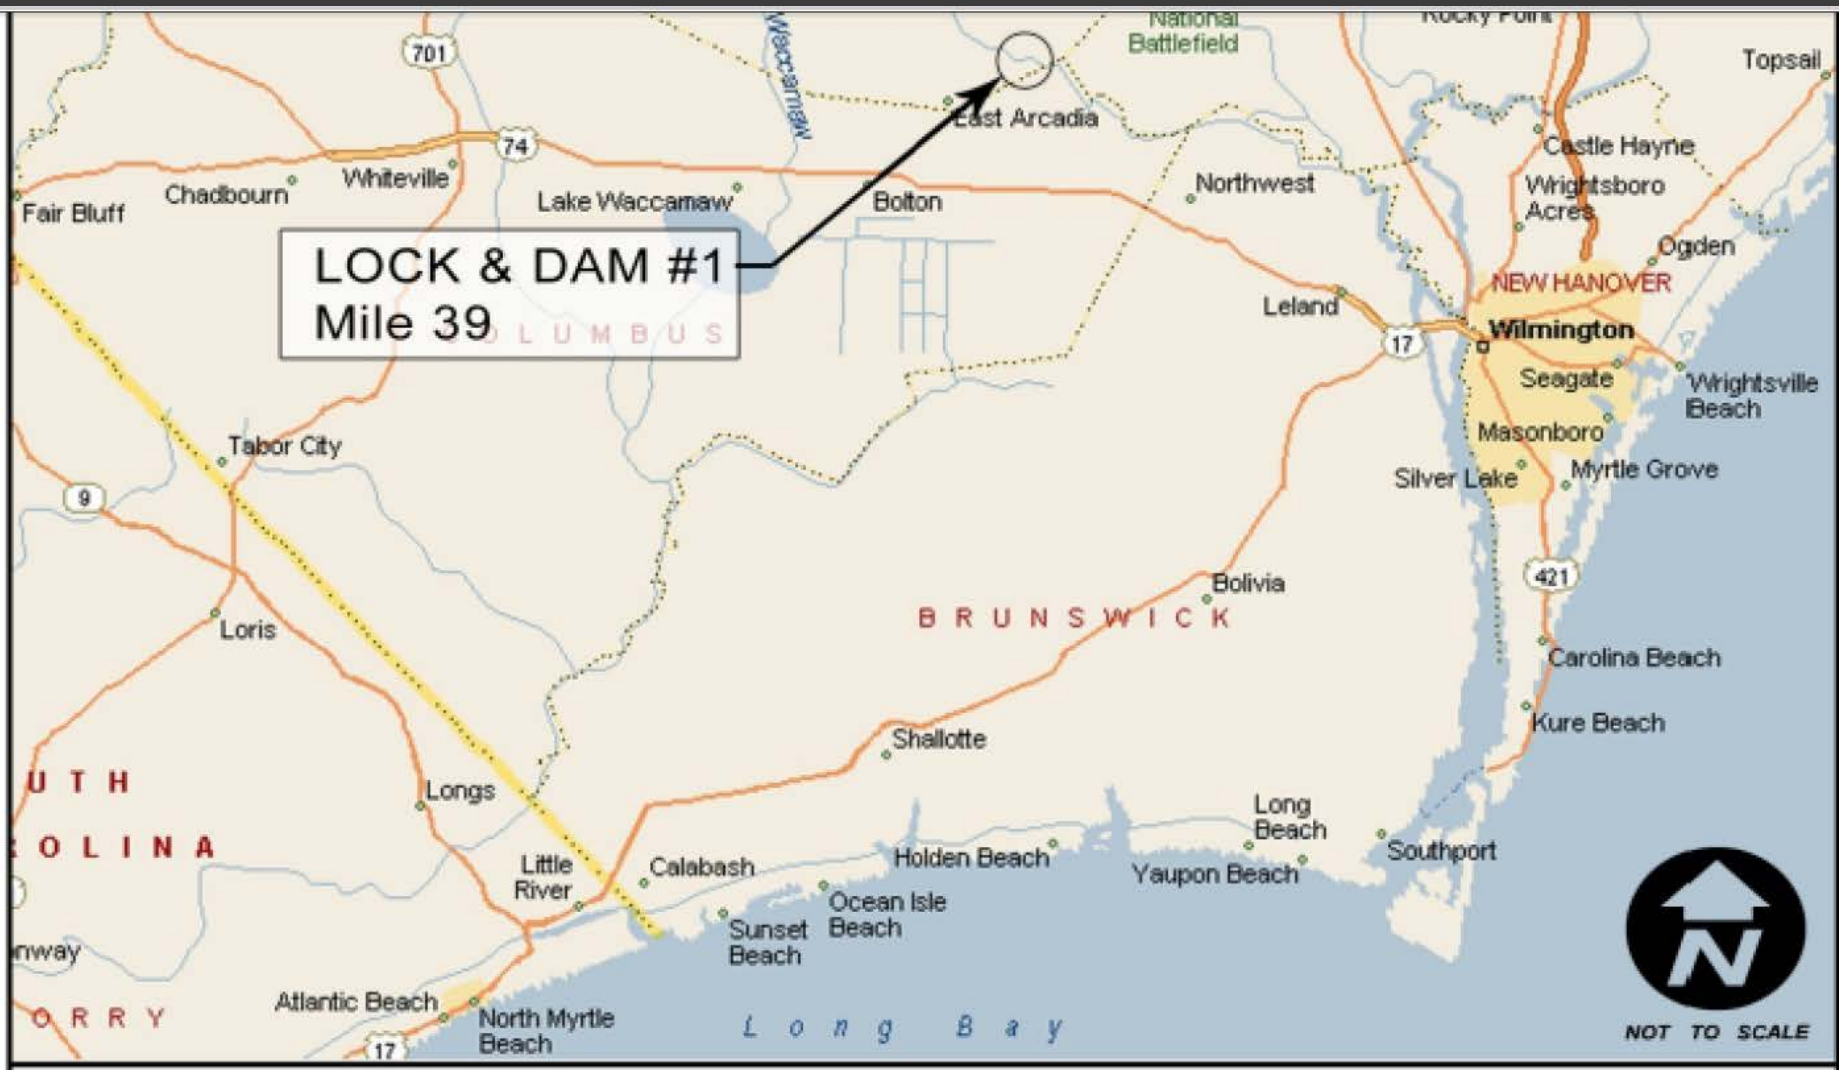 National
Battlefield
Rocky Point
Topsail
701
Waccamaw
East Arcadia
Castle Hayne
74
Whiteville
Chadbourn
Fair Bluff
Lake Waccamaw
Bolton
Northwest
Wrightsboro
Acres
Ogden
LOCK & DAM #1
Mile 39
COLUMBUS
NEW HANOVER
Leland
17
Wilmington
Seagate
Wrightsville
Beach
Masonboro
Silver Lake
Myrtle Grove
Tabor City
9
421
Bolivia
BRUNSWICK
Loris
Carolina Beach
Kure Beach
Shallotte
UTH
OLINA
Longs
Long
Beach
Little
River
Calabash
Holden Beach
Yaupon Beach
Southport
Ocean Isle
Beach
Sunset
Beach
nway
Atlantic Beach
ORRY
North Myrtle
Beach
17
Long Bay
N
NOT TO SCALE